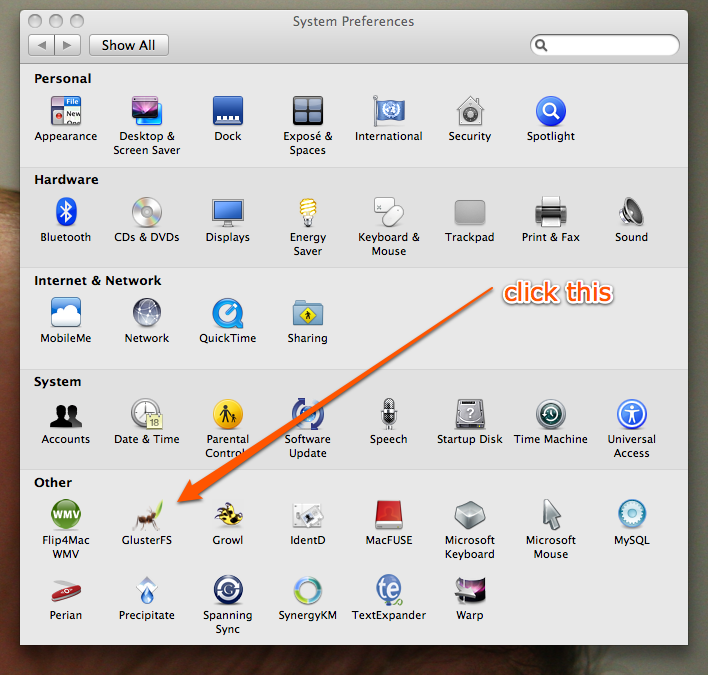 System Preferences
Show All
Personal
Appearance
Desktop &
Screen Saver
Dock
Exposé &
Spaces
International
Security
Spotlight
Hardware
Bluetooth
CDs & DVDs
Displays
Energy
Saver
Keyboard &
Mouse
Trackpad
Print & Fax
Sound
Internet & Network
click this
MobileMe
Network
QuickTime
Sharing
System
18
Accounts
Date & Time
Parental
Controls
Software
Update
Speech
Startup Disk
Time Machine
Universal
Access
Other
WMV
Flip4Mac
WMV
GlusterFS
Growl
IdentD
MacFUSE
Microsoft
Keyboard
Microsoft
Mouse
MySQL
te
Perian
Precipitate
Spanning
Sync
SynergyKM
TextExpander
Warp